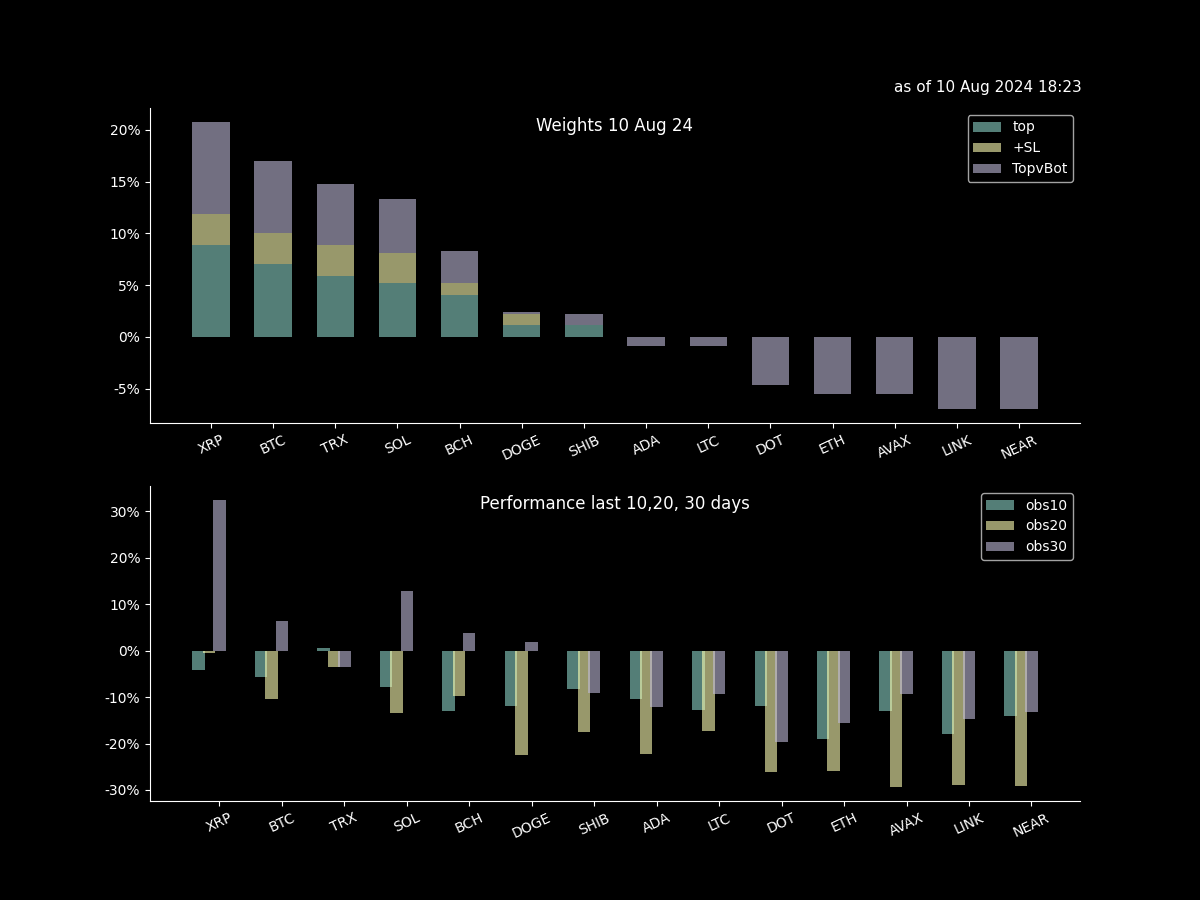 as of 10 Aug 2024 18:23
Weights 10 Aug 24
top
+SL
TopvBot
20%
15%
10%
5%
0%
-5%
XRP BTC TRX SOL BCH DOGE SHIB ADA LTC DOT ETH AVAX LINK NEAR
Performance last 10,20, 30 days
obs10
obs20
obs30
30%
20%
10%
0%
-10%
-20%
-30%
XRP BTC TRX SOL BCH DOGE SHIB ADA LTC DOT ETH AVAX LINK NEAR